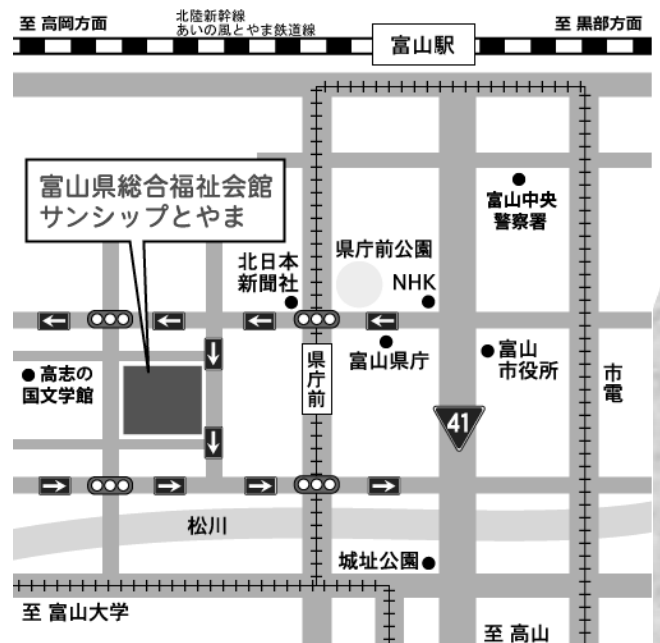 至 高岡方面
北陸新幹線
あいの風とやま鉄道線
富山駅
至 黒部方面
富山県総合福祉会館
サンシップとやま
富山中央
警察署
北日本
新聞社
県庁前公園
NHK
県庁前
富山県庁
富山
市役所
市電
高志の
国文学館
41
松川
城址公園
至 富山大学
至 高山